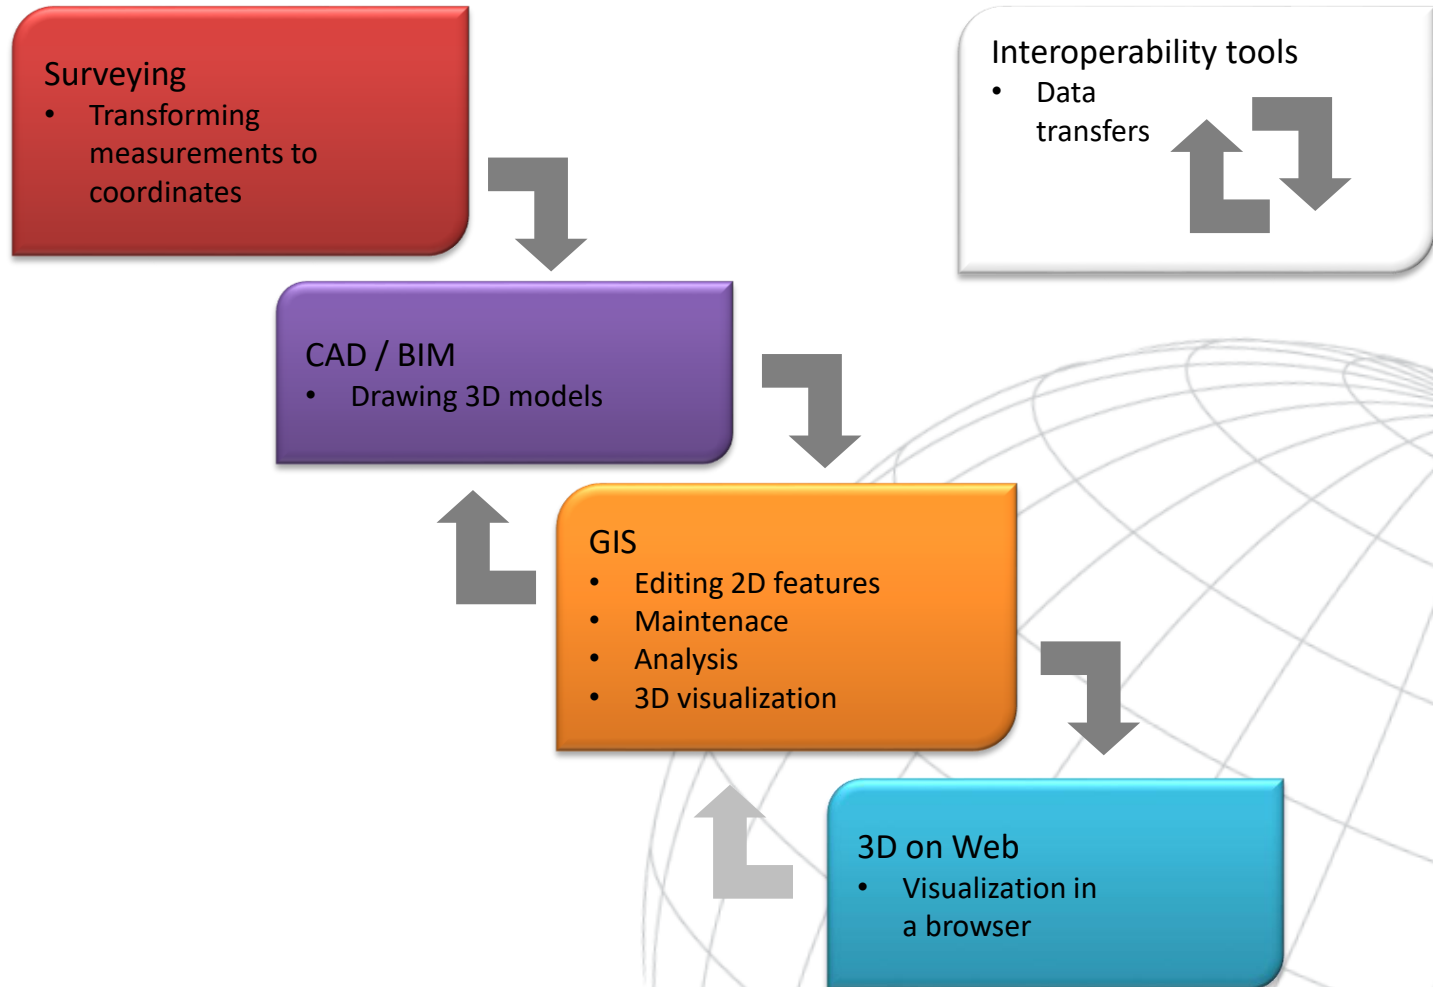 Surveying
• Transforming
measurements to
coordinates
Interoperability tools
• Data
transfers
CAD / BIM
• Drawing 3D models
GIS
• Editing 2D features
• Maintenace
• Analysis
• 3D visualization
3D on Web
• Visualization in
a browser